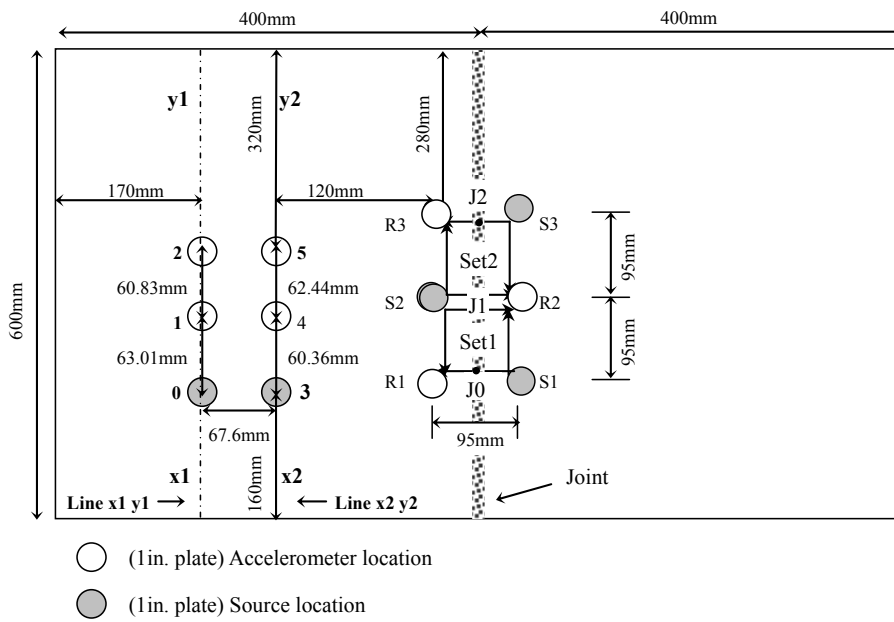 400mm
400mm
y1
y2
320mm
280mm
600mm
170mm
120mm
J2
R3
S3
2
5
Set2
95mm
60.83mm
62.44mm
S2
J1
R2
1
4
Set1
95mm
63.01mm
60.36mm
R1
S1
0
3
J0
67.6mm
95mm
x1
x2
160mm
Joint
Line x1 y1
Line x2 y2
(1in. plate) Accelerometer location
(1in. plate) Source location